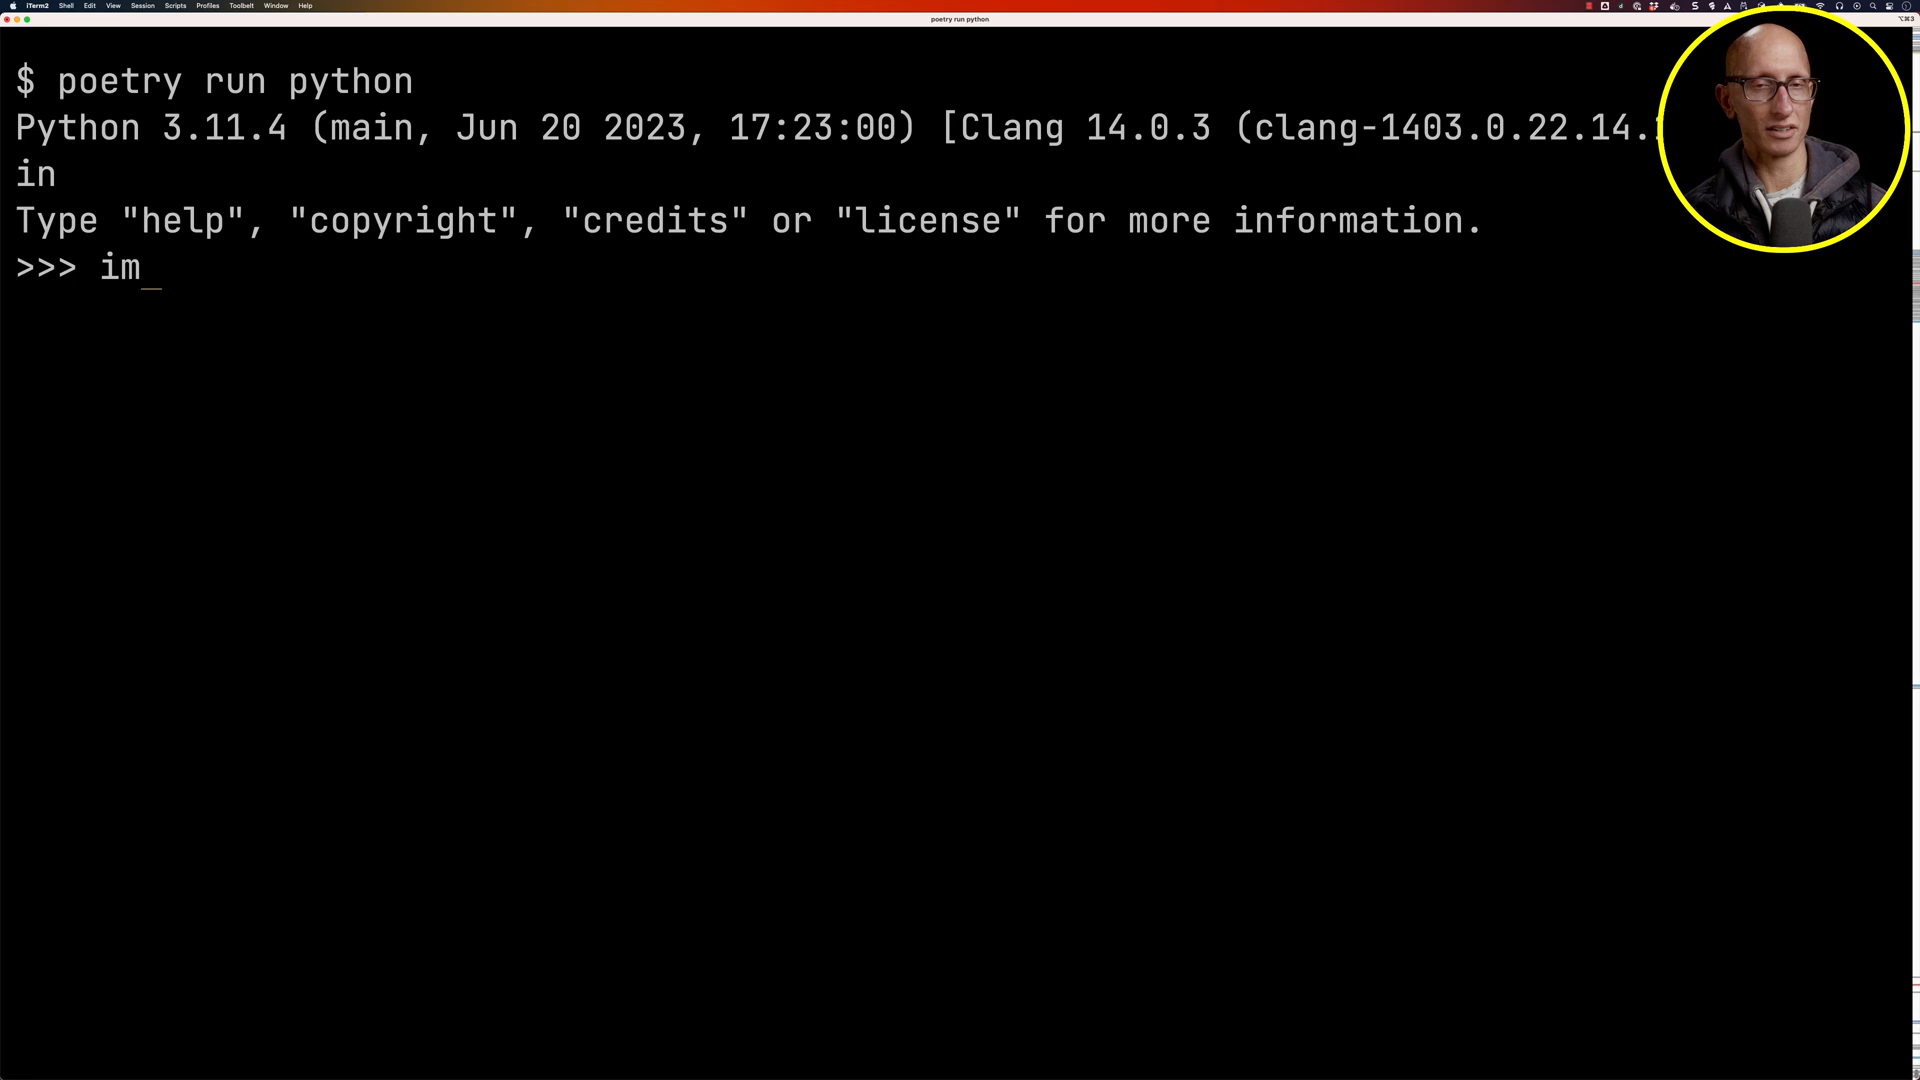 iTerm2 Shell Edit View Session Scripts Profiles Toolbelt Window Help
poetry run python
⌥⌘3
$ poetry run python
Python 3.11.4 (main, Jun 20 2023, 17:23:00) [Clang 14.0.3 (clang-1403.0.22.14.
in
Type "help", "copyright", "credits" or "license" for more information.
>>> im_